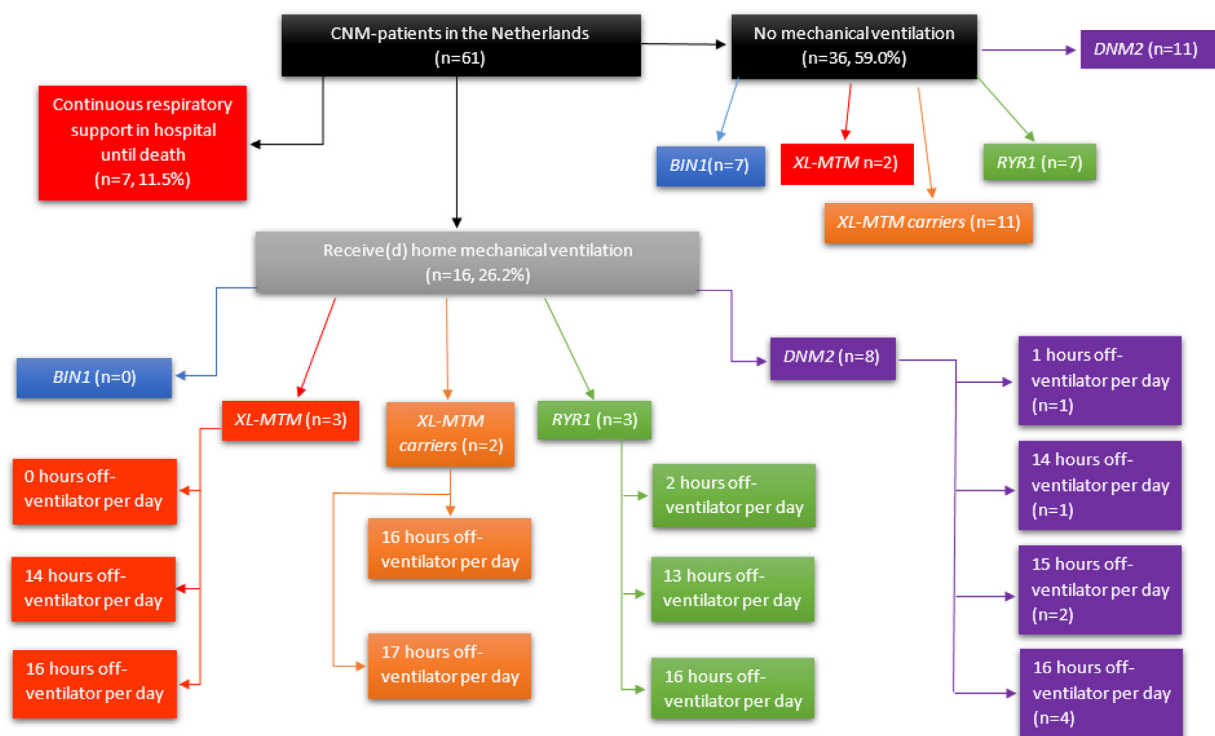 CNM-patients in the Netherlands
(n=61)
No mechanical ventilation
(n=36, 59.0%)
DNM2 (n=11)
Continuous respiratory
support in hospital
until death
(n=7, 11.5%)
BIN1(n=7)
XL-MTM n=2)
RYR1 (n=7)
XL-MTM carriers (n=11)
Receive(d) home mechanical ventilation
(n=16, 26.2%)
BIN1 (n=0)
XL-MTM (n=3)
XL-MTM
carriers (n=2)
RYR1 (n=3)
DNM2 (n=8)
0 hours off-
ventilator per day
14 hours off-
ventilator per day
16 hours off-
ventilator per day
16 hours off-
ventilator per day
17 hours off-
ventilator per day
2 hours off-
ventilator per day
13 hours off-
ventilator per day
16 hours off-
ventilator per day
1 hours off-
ventilator per day
(n=1)
14 hours off-
ventilator per day
(n=1)
15 hours off-
ventilator per day
(n=2)
16 hours off-
ventilator per day
(n=4)